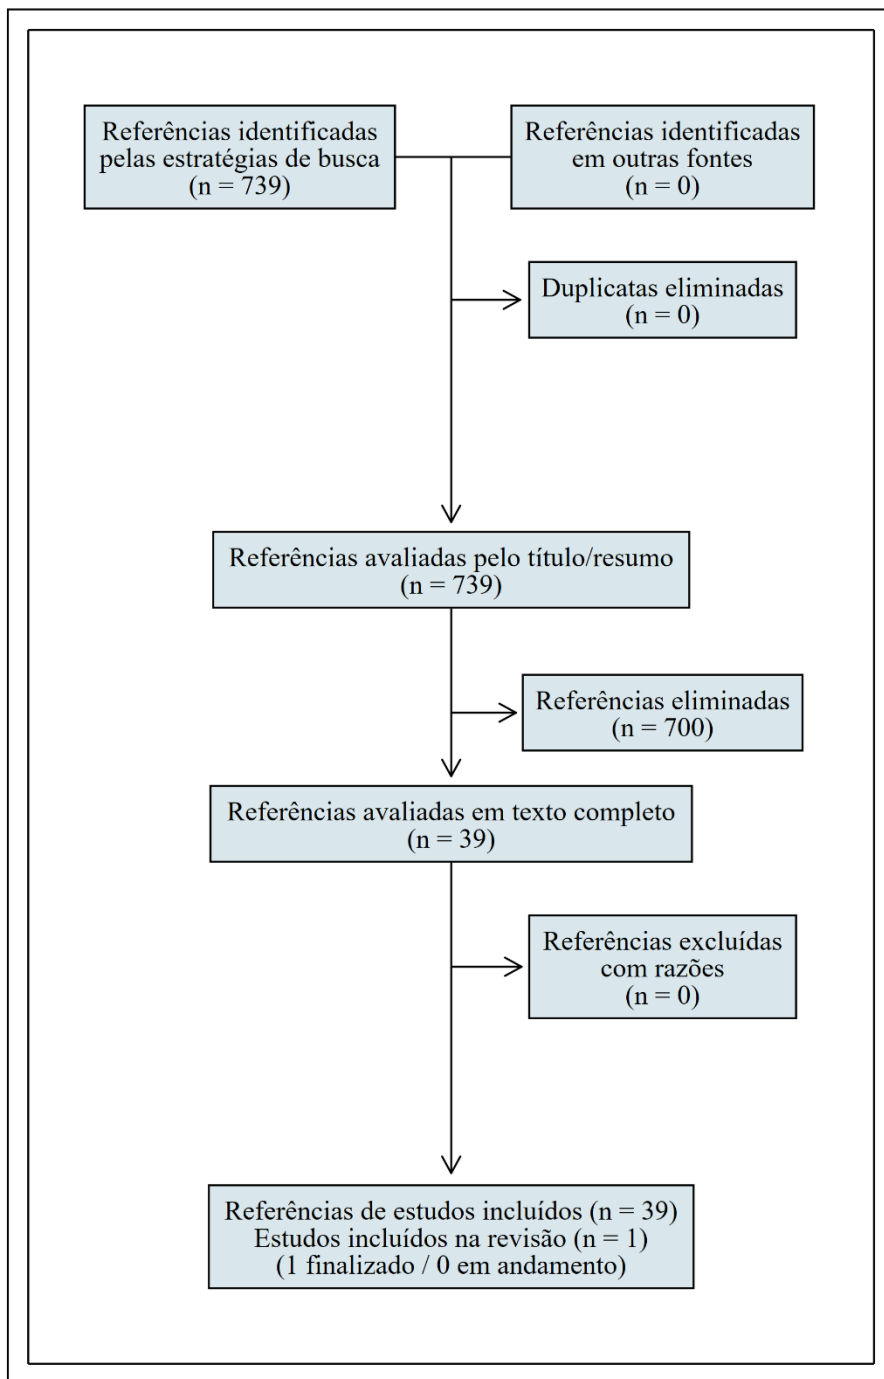 Referências identificadas
pelas estratégias de busca
(n = 739)
Referências identificadas
em outras fontes
(n = 0)
Duplicatas eliminadas
(n = 0)
Referências avaliadas pelo título/resumo
(n = 739)
Referências eliminadas
(n = 700)
Referências avaliadas em texto completo
(n = 39)
Referências excluídas
com razões
(n = 0)
Referências de estudos incluídos (n = 39)
Estudos incluídos na revisão (n = 1)
(1 finalizado / 0 em andamento)